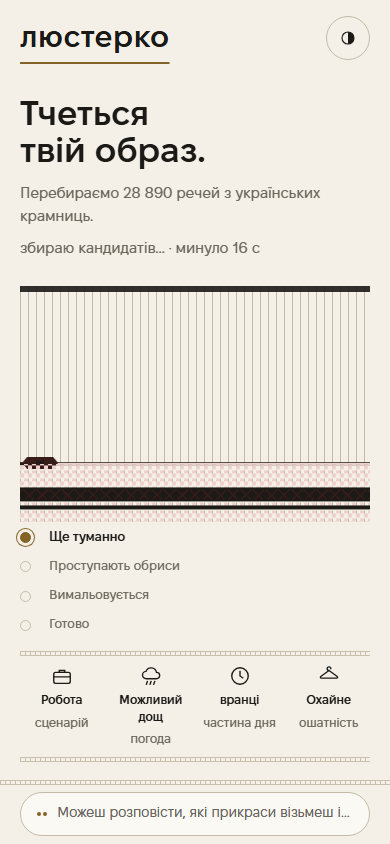 люстерко
Тчеться
твій образ.
Перебираємо 28 890 речей з українських
крамниць.
збираю кандидатів... · минуло 16 с
Ще туманно
Проступають обриси
Вимальовується
Готово
Робота
сценарій
Можливий
дощ
погода
вранці
частина дня
Охайне
ошатність
Можеш розповісти, які прикраси візьмеш і...